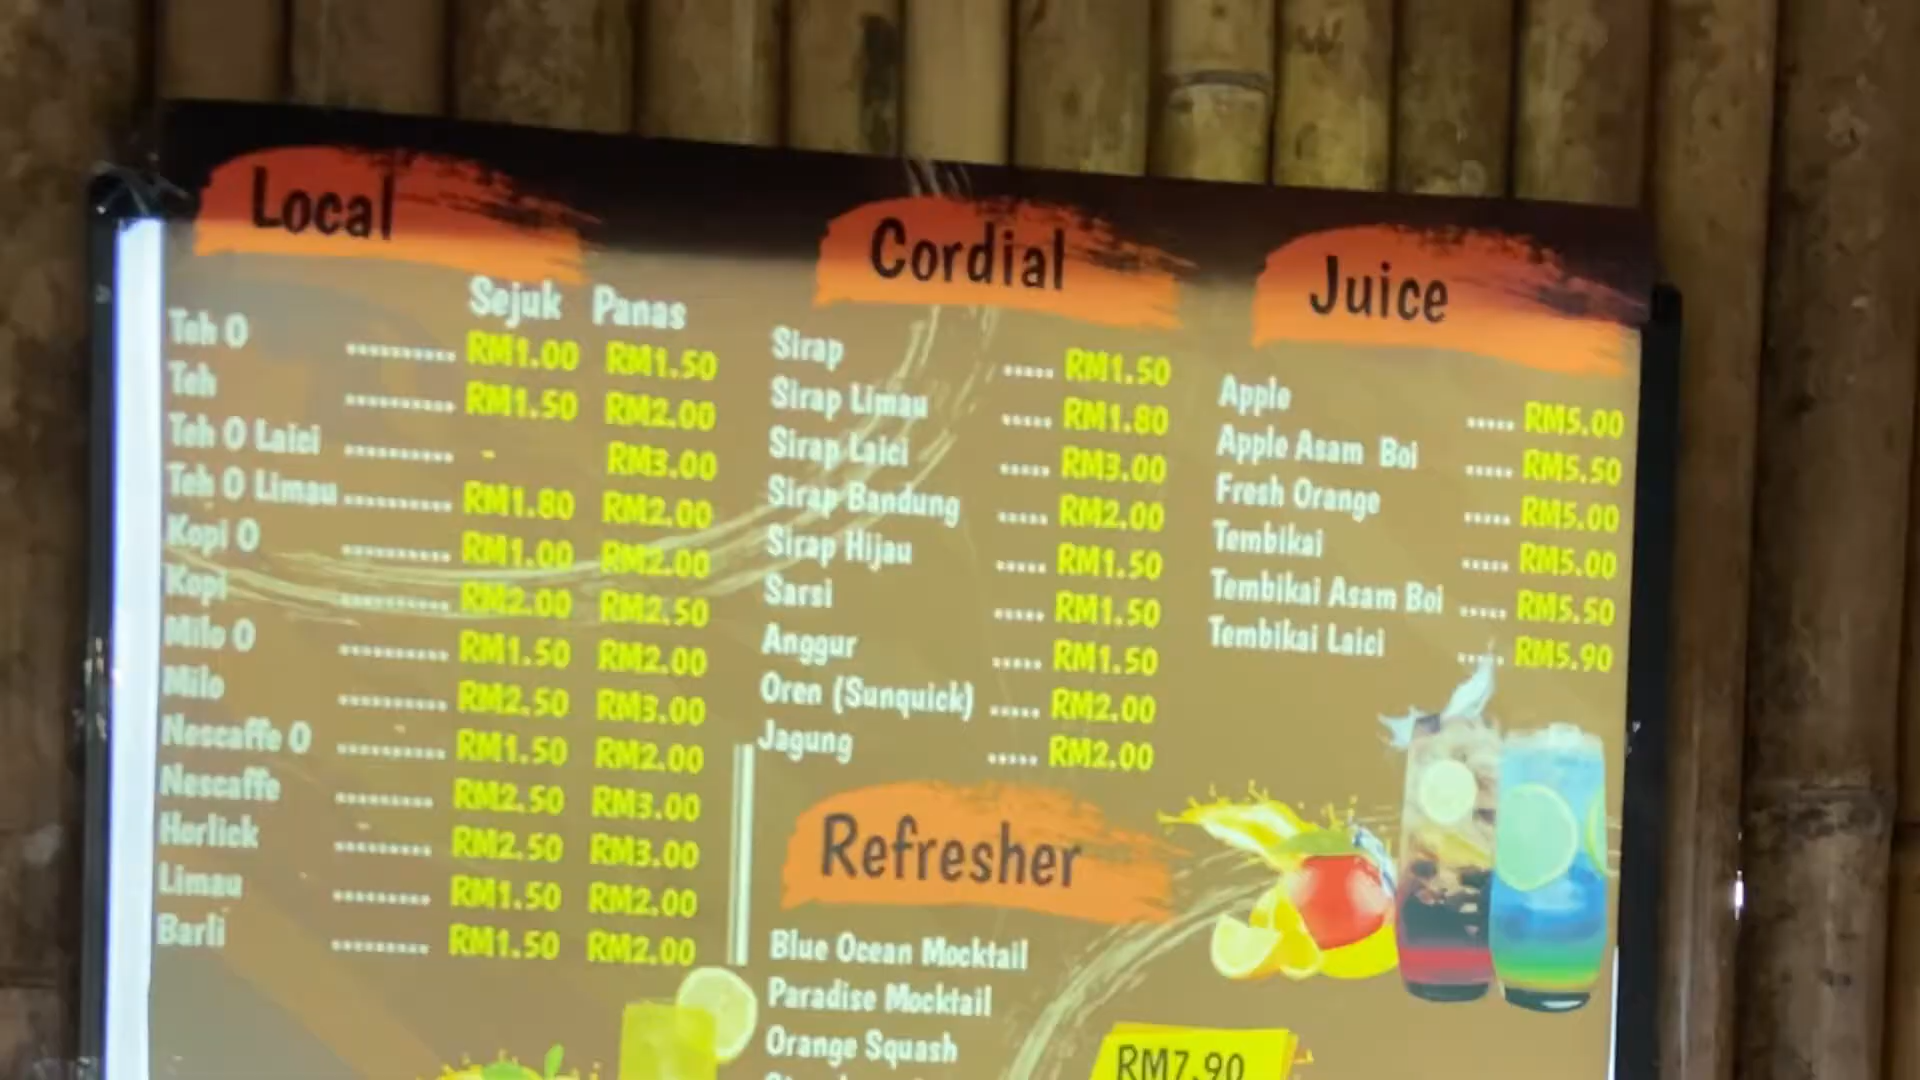 Local
Sejuk Panas
Teh O .......... RM1.00 RM1.50
Teh .......... RM1.50 RM2.00
Teh O Laici .......... - RM3.00
Teh O Limau .......... RM1.80 RM2.00
Kopi O .......... RM1.00 RM2.00
Kopi .......... RM2.00 RM2.50
Milo O .......... RM1.50 RM2.00
Milo .......... RM2.50 RM3.00
Nescaffe O .......... RM1.50 RM2.00
Nescaffe ......... RM2.50 RM3.00
Horlick ......... RM2.50 RM3.00
Limau ......... RM1.50 RM2.00
Barli ......... RM1.50 RM2.00
Cordial
Sirap ..... RM1.50
Sirap Limau ..... RM1.80
Sirap Laici ..... RM3.00
Sirap Bandung ..... RM2.00
Sirap Hijau ..... RM1.50
Sarsi ..... RM1.50
Anggur ..... RM1.50
Oren (Sunquick) ..... RM2.00
Jagung ..... RM2.00
Refresher
Blue Ocean Mocktail
Paradise Mocktail
Orange Squash
RM7.90
Juice
Apple ..... RM5.00
Apple Asam Boi ..... RM5.50
Fresh Orange ..... RM5.00
Tembikai ..... RM5.00
Tembikai Asam Boi ..... RM5.50
Tembikai Laici ..... RM5.90